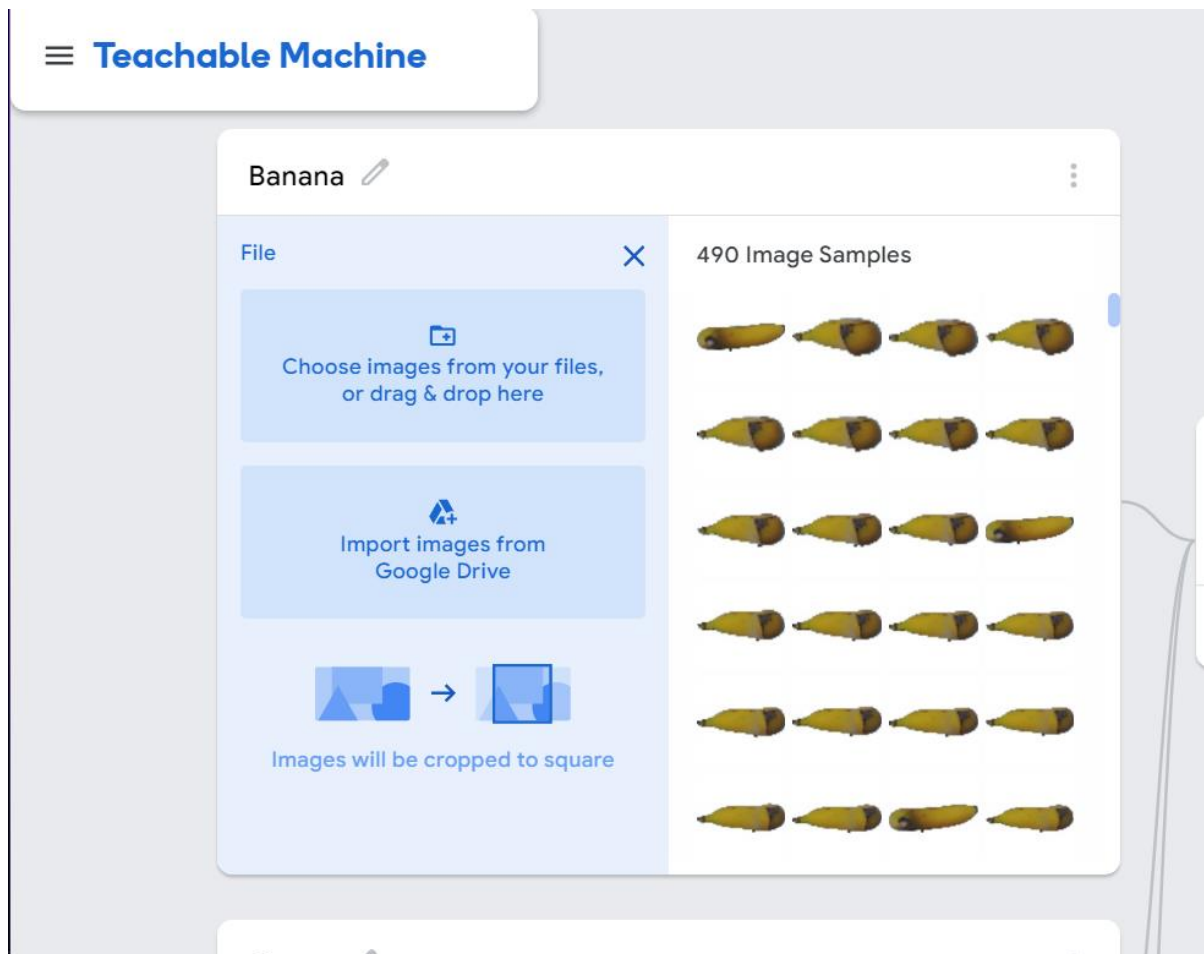 Teachable Machine
Banana
File
Choose images from your files,
or drag & drop here
Import images from
Google Drive
Images will be cropped to square
490 Image Samples